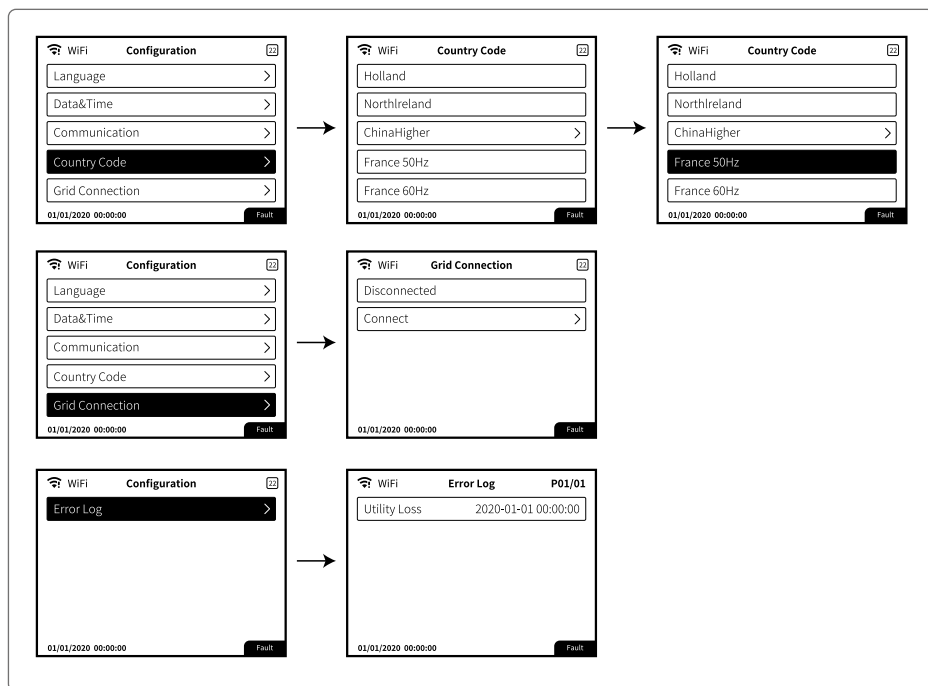 WiFi Configuration 22
Language
Data&Time
Communication
Country Code
Grid Connection
01/01/2020 00:00:00 Fault
WiFi Country Code 22
Holland
NorthIreland
ChinaHigher
France 50Hz
France 60Hz
01/01/2020 00:00:00 Fault
WiFi Country Code 22
Holland
NorthIreland
ChinaHigher
France 50Hz
France 60Hz
01/01/2020 00:00:00 Fault
WiFi Configuration 22
Language
Data&Time
Communication
Country Code
Grid Connection
01/01/2020 00:00:00 Fault
WiFi Grid Connection 22
Disconnected
Connect
01/01/2020 00:00:00 Fault
WiFi Configuration 22
Error Log
01/01/2020 00:00:00 Fault
WiFi Error Log P01/01
Utility Loss 2020-01-01 00:00:00
01/01/2020 00:00:00 Fault